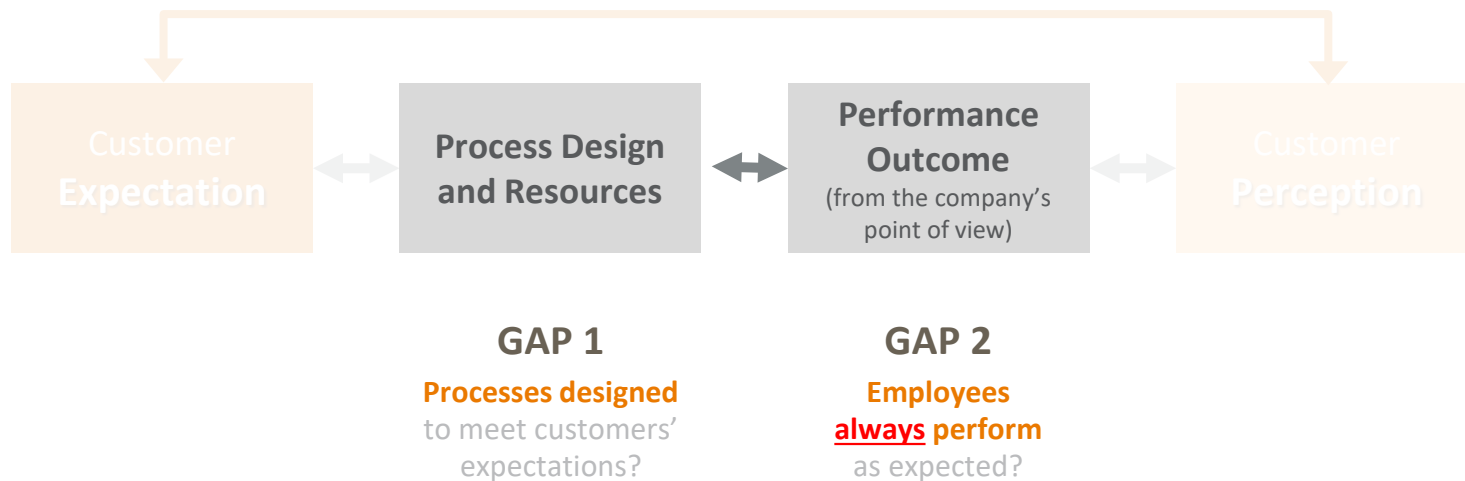 Customer
Expectation
Process Design
and Resources
Performance
Outcome
(from the company's
point of view)
Customer
Perception
GAP 1
Processes designed
to meet customers'
expectations?
GAP 2
Employees
always perform
as expected?